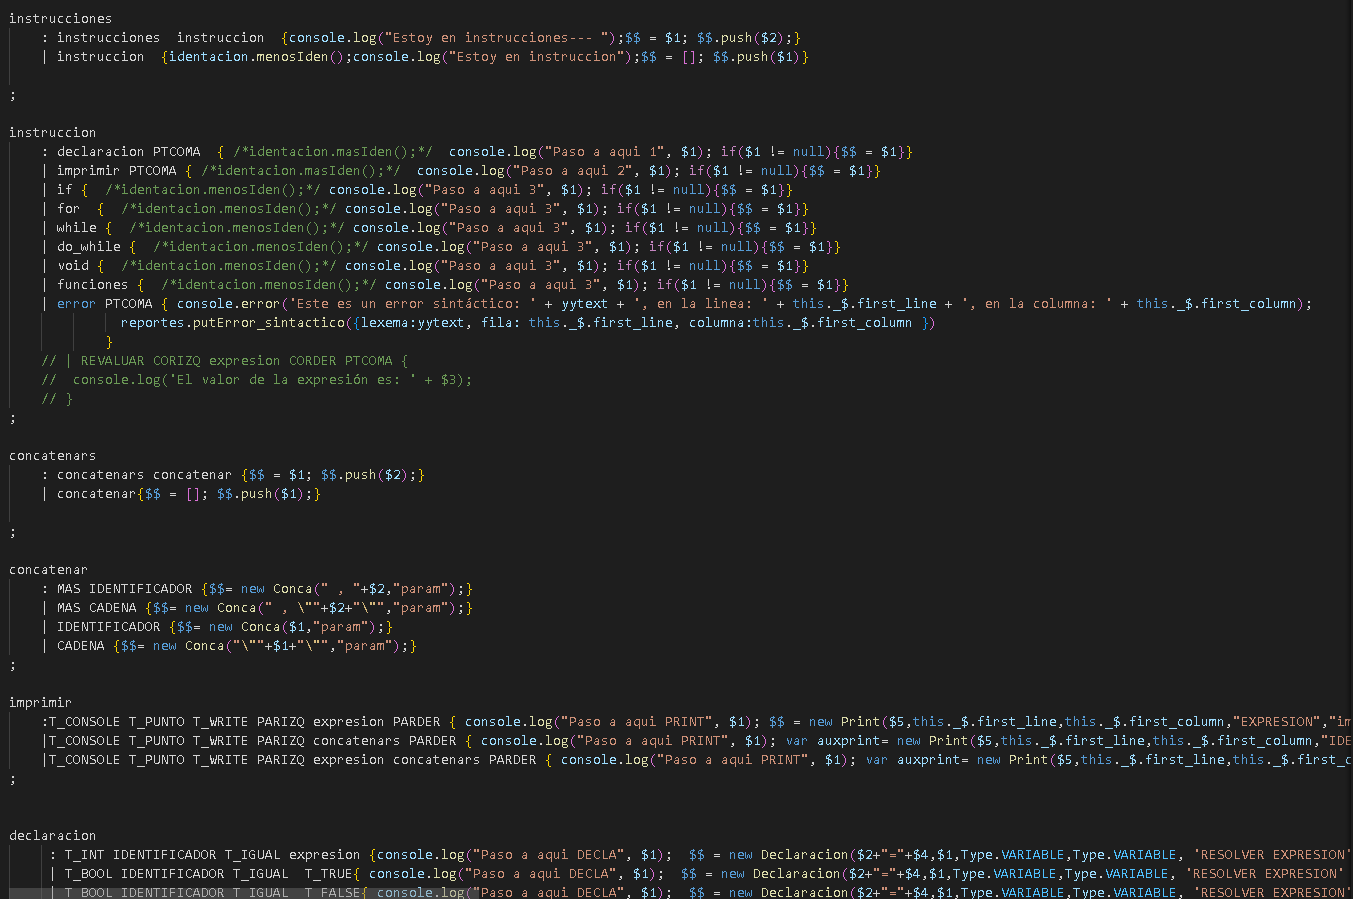 instrucciones
: instrucciones  instruccion  {console.log("Estoy en instrucciones--- ");$$ = $1; $$.push($2);}
| instruccion  {identacion.menosIden();console.log("Estoy en instruccion");$$ = []; $$.push($1)}
;
instruccion
: declaracion PTCOMA  { /*identacion.masIden();*/  console.log("Paso a aqui 1", $1); if($1 != null){$$ = $1}}
| imprimir PTCOMA { /*identacion.masIden();*/  console.log("Paso a aqui 2", $1); if($1 != null){$$ = $1}}
| if {  /*identacion.menosIden();*/ console.log("Paso a aqui 3", $1); if($1 != null){$$ = $1}}
| for  {  /*identacion.menosIden();*/ console.log("Paso a aqui 3", $1); if($1 != null){$$ = $1}}
| while {  /*identacion.menosIden();*/ console.log("Paso a aqui 3", $1); if($1 != null){$$ = $1}}
| do_while {  /*identacion.menosIden();*/ console.log("Paso a aqui 3", $1); if($1 != null){$$ = $1}}
| void {  /*identacion.menosIden();*/ console.log("Paso a aqui 3", $1); if($1 != null){$$ = $1}}
| funciones {  /*identacion.menosIden();*/ console.log("Paso a aqui 3", $1); if($1 != null){$$ = $1}}
| error PTCOMA { console.error('Este es un error sintáctico: ' + yytext + ', en la linea: ' + this._$.first_line + ', en la columna: ' + this._$.first_column);
reportes.putError_sintactico({lexema:yytext, fila: this._$.first_line, columna:this._$.first_column })
}
// | REVALUAR CORIZQ expresion CORDER PTCOMA {
//  console.log('El valor de la expresión es: ' + $3);
// }
;
concatenars
: concatenars concatenar {$$ = $1; $$.push($2);}
| concatenar{$$ = []; $$.push($1);}
;
concatenar
: MAS IDENTIFICADOR {$$= new Conca(" , "+$2,"param");}
| MAS CADENA {$$= new Conca(" , \""+$2+"\"","param");}
| IDENTIFICADOR {$$= new Conca($1,"param");}
| CADENA {$$= new Conca("\""+$1+"\"","param");}
;
imprimir
:T_CONSOLE T_PUNTO T_WRITE PARIZQ expresion PARDER { console.log("Paso a aqui PRINT", $1); $$ = new Print($5,this._$.first_line,this._$.first_column,"EXPRESION","im
|T_CONSOLE T_PUNTO T_WRITE PARIZQ concatenars PARDER { console.log("Paso a aqui PRINT", $1); var auxprint= new Print($5,this._$.first_line,this._$.first_column,"IDE
|T_CONSOLE T_PUNTO T_WRITE PARIZQ expresion concatenars PARDER { console.log("Paso a aqui PRINT", $1); var auxprint= new Print($5,this._$.first_line,this._$.first_c
;
declaracion
: T_INT IDENTIFICADOR T_IGUAL expresion {console.log("Paso a aqui DECLA", $1);  $$ = new Declaracion($2+"="+$4,$1,Type.VARIABLE,Type.VARIABLE, 'RESOLVER EXPRESION'
| T_BOOL IDENTIFICADOR T_IGUAL  T_TRUE{ console.log("Paso a aqui DECLA", $1);  $$ = new Declaracion($2+"="+$4,$1,Type.VARIABLE,Type.VARIABLE, 'RESOLVER EXPRESION'
| T_BOOL IDENTIFICADOR T_IGUAL  T_FALSE{ console.log("Paso a aqui DECLA", $1);  $$ = new Declaracion($2+"="+$4,$1,Type.VARIABLE,Type.VARIABLE, 'RESOLVER EXPRESION'